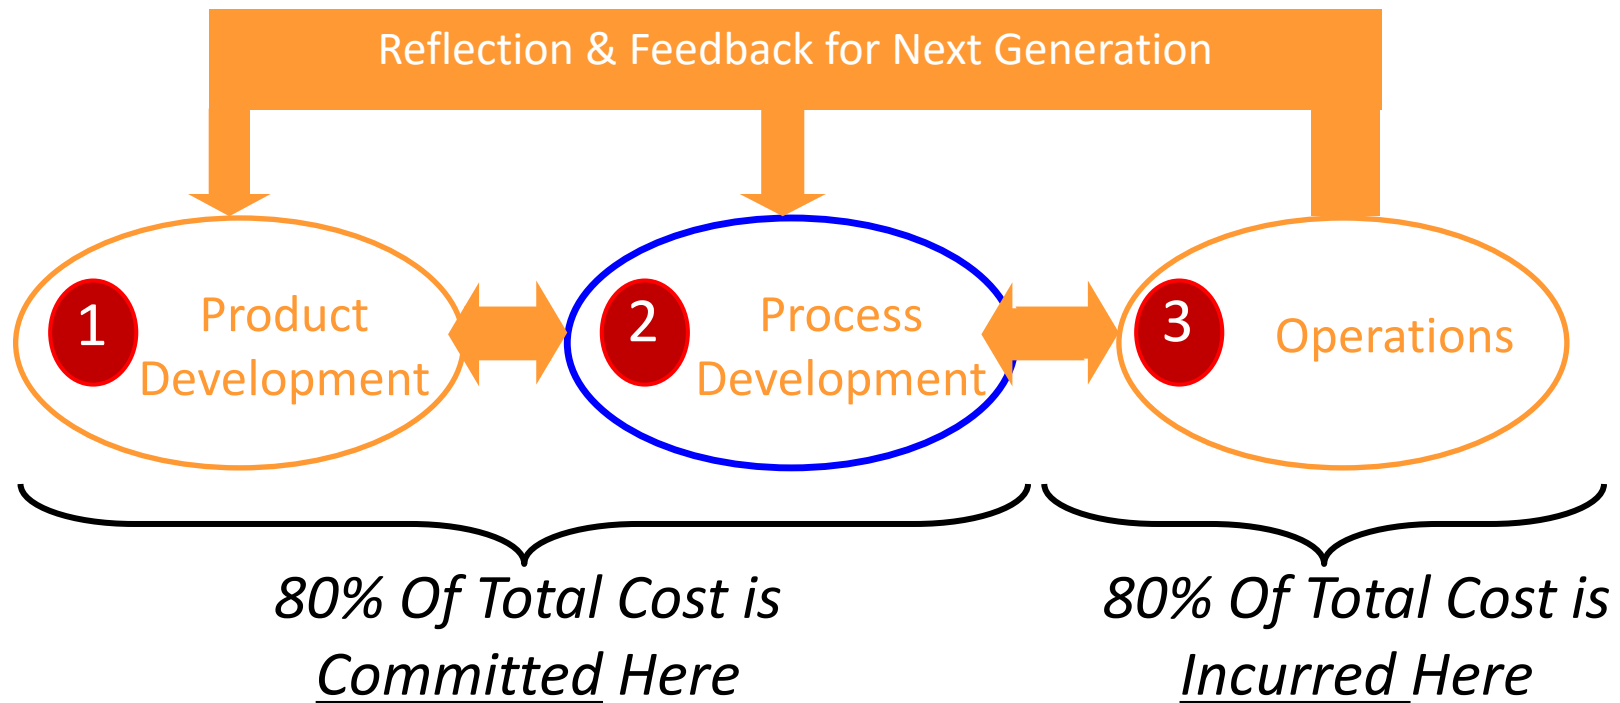 Reflection & Feedback for Next Generation
1
Product
Development
2
Process
Development
3
Operations
80% Of Total Cost is
Committed Here
80% Of Total Cost is
Incurred Here